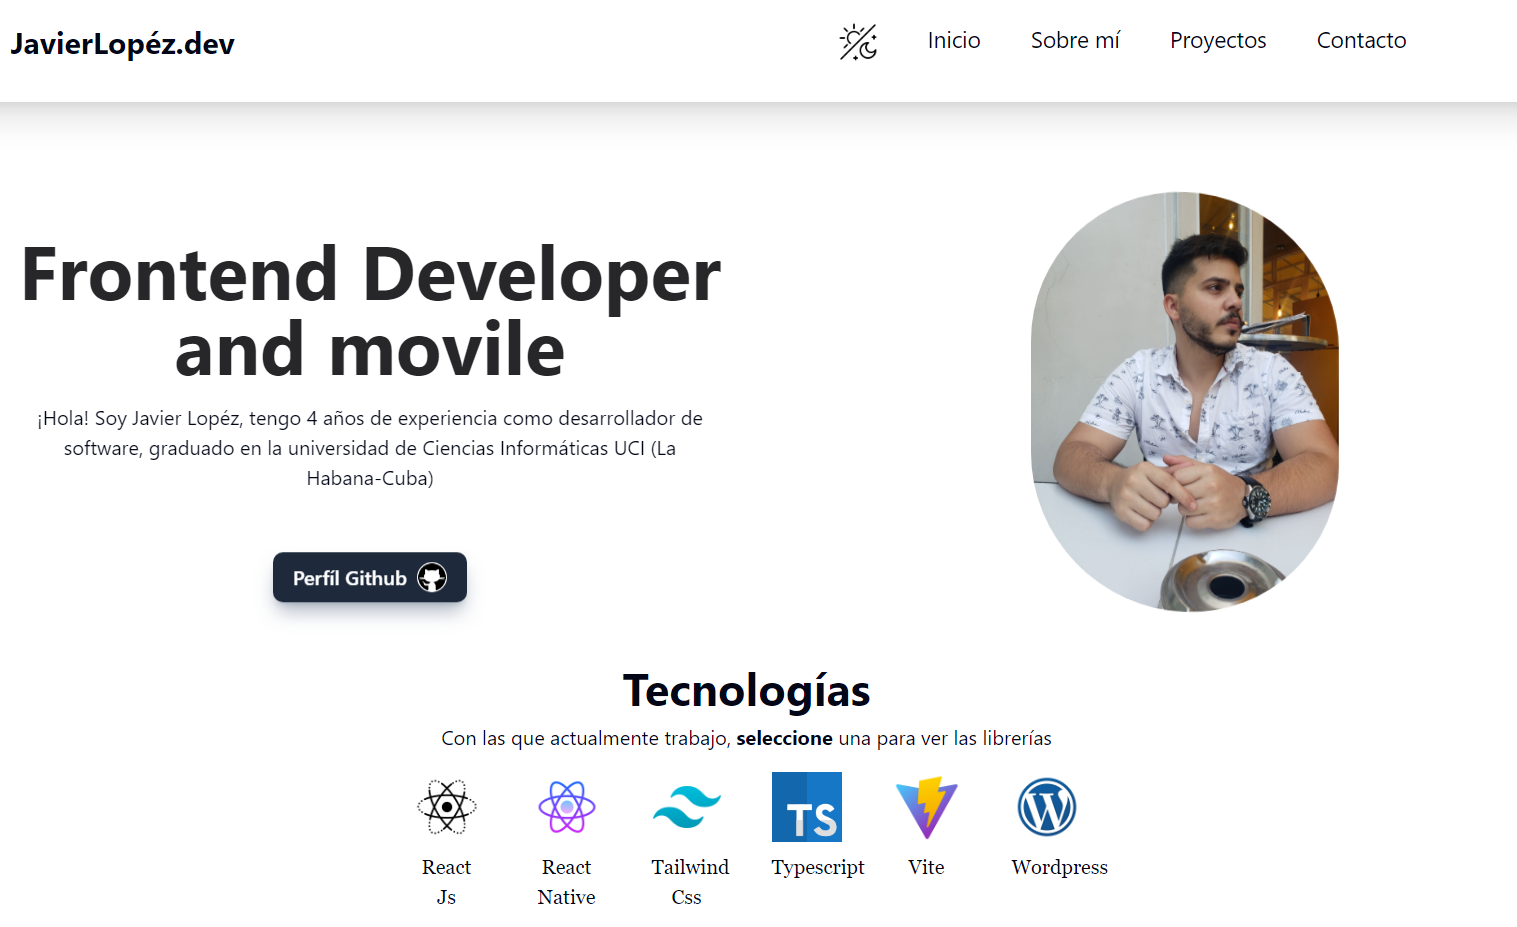 JavierLopéz.dev
Inicio Sobre mí Proyectos Contacto
Frontend Developer
and movile
¡Hola! Soy Javier Lopéz, tengo 4 años de experiencia como desarrollador de
software, graduado en la universidad de Ciencias Informáticas UCI (La
Habana-Cuba)
Perfíl Github
Tecnologías
Con las que actualmente trabajo, seleccione una para ver las librerías
TS
React
Js
React
Native
Tailwind
Css
Typescript
Vite
Wordpress